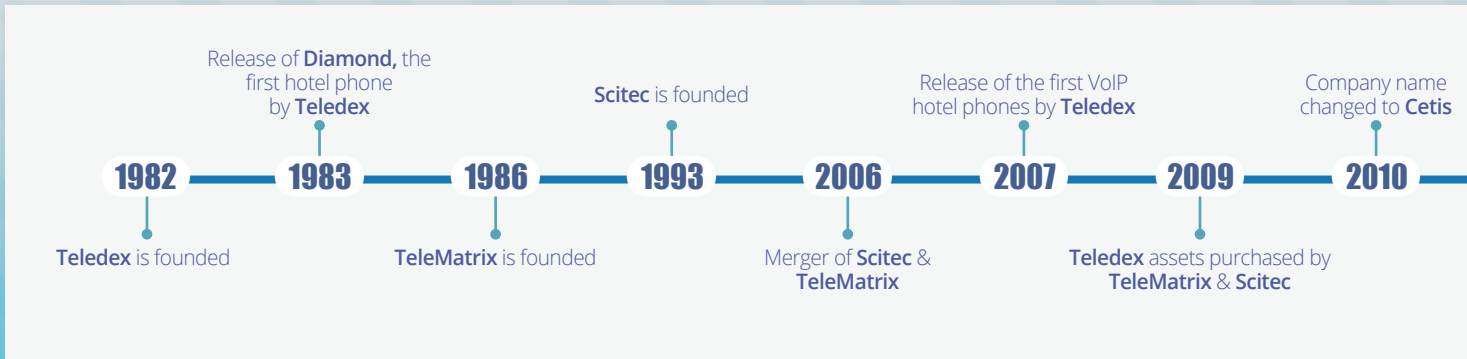 Release of Diamond, the
first hotel phone
by Teledex
Scitec is founded
Release of the first VoIP
hotel phones by Teledex
Company name
changed to Cetis
1982
1983
1986
1993
2006
2007
2009
2010
Teledex is founded
TeleMatrix is founded
Merger of Scitec &
TeleMatrix
Teledex assets purchased by
TeleMatrix & Scitec